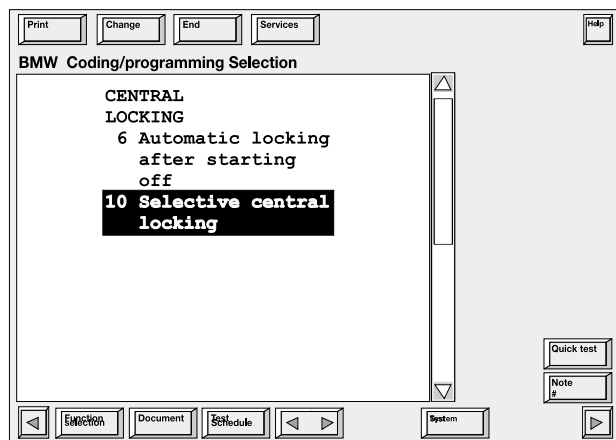 Print Change End Services Help
BMW Coding/programming Selection
CENTRAL
LOCKING
6 Automatic locking
after starting
off
10 Selective central
locking
Quick test
Note
#
Function
selection
Document
Test
Schedule
System